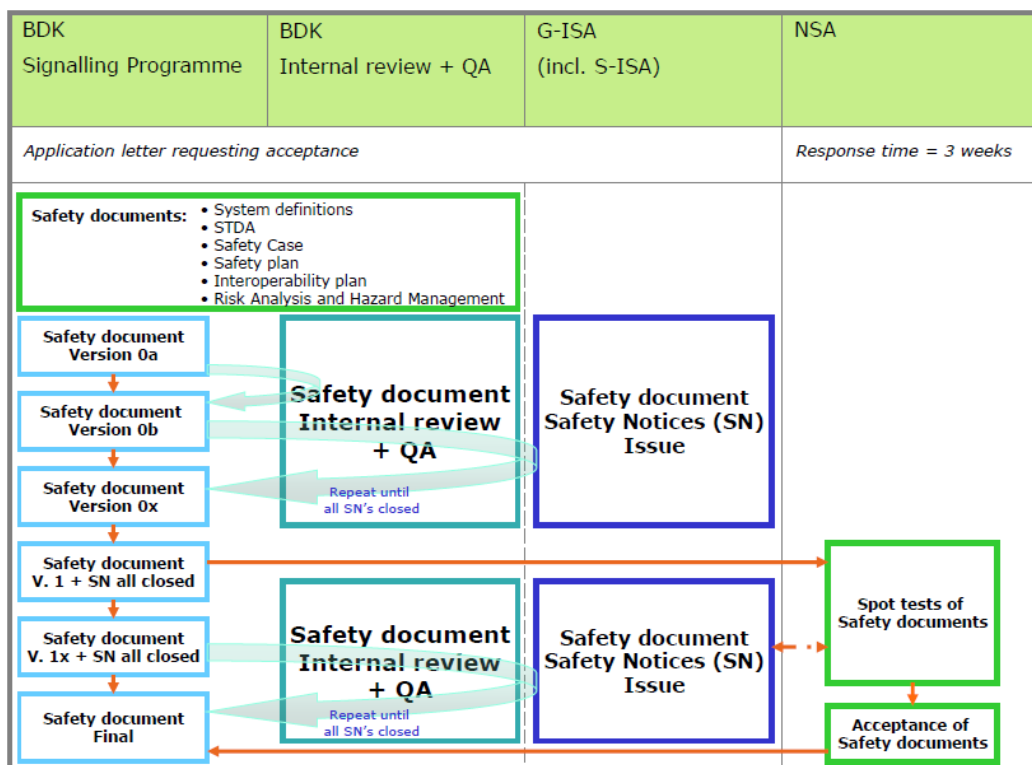 BDK
Signalling Programme
BDK
Internal review + QA
G-ISA
(incl. S-ISA)
NSA
Application letter requesting acceptance
Response time = 3 weeks
Safety documents:
• System definitions
• STDA
• Safety Case
• Safety plan
• Interoperability plan
• Risk Analysis and Hazard Management
Safety document
Version 0a
Safety document
Version 0b
Safety document
Version 0x
Safety document
Internal review
+ QA
Repeat until
all SN's closed
Safety document
Safety Notices (SN)
Issue
Safety document
V. 1 + SN all closed
Safety document
V. 1x + SN all closed
Safety document
Final
Safety document
Internal review
+ QA
Repeat until
all SN's closed
Safety document
Safety Notices (SN)
Issue
Spot tests of
Safety documents
Acceptance of
Safety documents